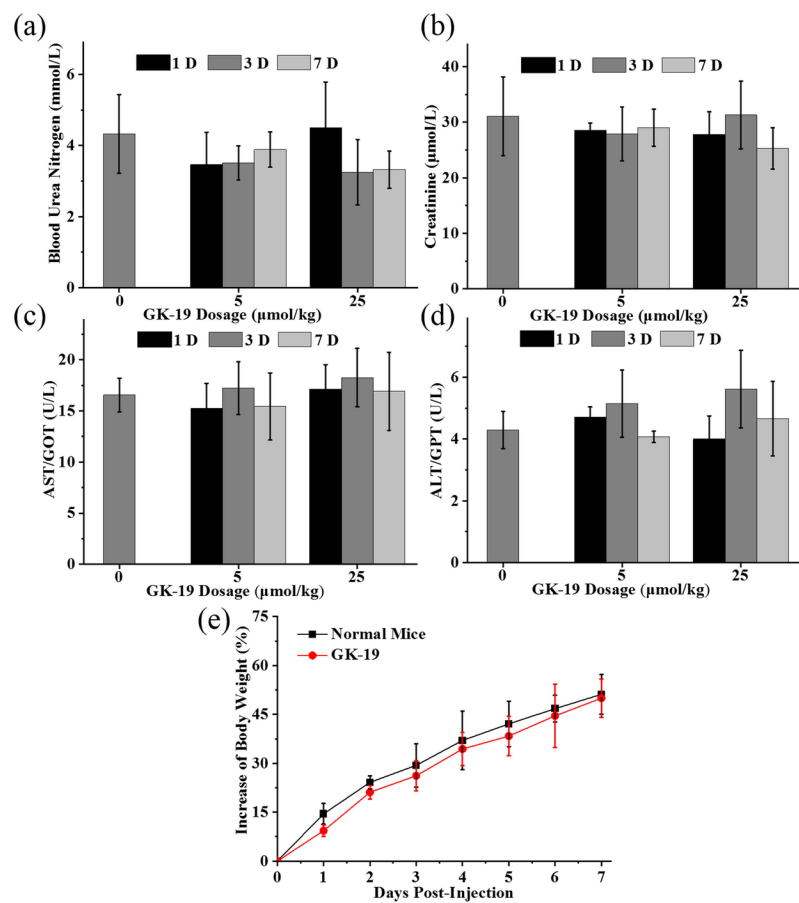 (a)
1 D 3 D 7 D
Blood Urea Nitrogen (mmol/L)
6
4
2
0
0 5 25
GK-19 Dosage (μmol/kg)
(b)
1 D 3 D 7 D
Creatinine (μmol/L)
40
30
20
10
0
0 5 25
GK-19 Dosage (μmol/kg)
(c)
1 D 3 D 7 D
AST/GOT (U/L)
20
15
10
5
0
0 5 25
GK-19 Dosage (μmol/kg)
(d)
1 D 3 D 7 D
ALT/GPT (U/L)
6
4
2
0
0 5 25
GK-19 Dosage (μmol/kg)
(e)
Normal Mice
GK-19
Increase of Body Weight (%)
75
60
45
30
15
0
0 1 2 3 4 5 6 7
Days Post-Injection